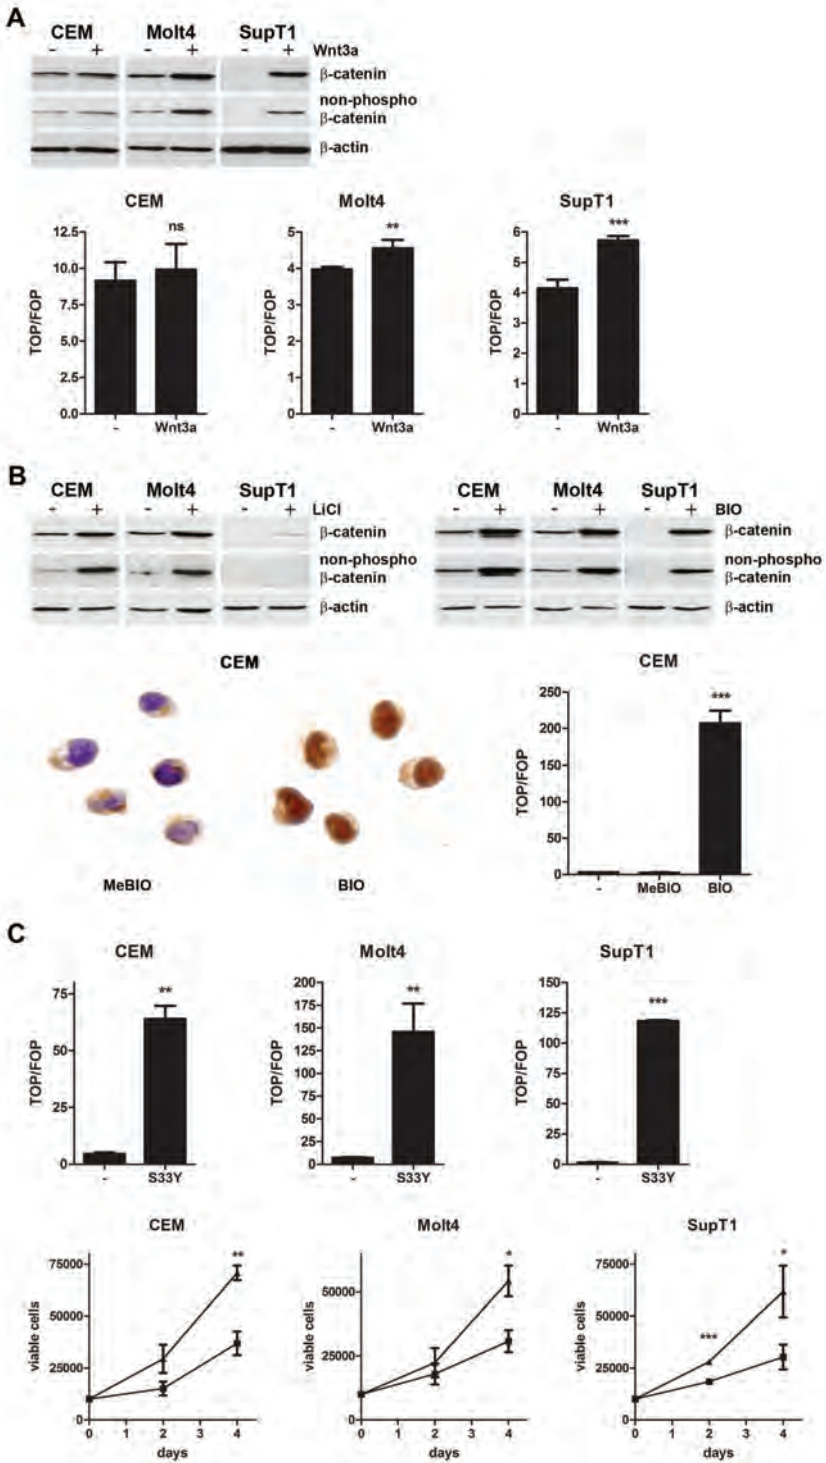 A
CEM Molt4 SupT1
- + - + - + Wnt3a
β-catenin
non-phospho
β-catenin
β-actin
CEM
TOP/FOP
12.5
10.0
7.5
5.0
2.5
0.0
ns
- Wnt3a
Molt4
TOP/FOP
5
4
3
2
1
0
**
- Wnt3a
SupT1
TOP/FOP
6
5
4
3
2
1
0
***
- Wnt3a
B
CEM Molt4 SupT1
- + - + - + LiCl
β-catenin
non-phospho
β-catenin
β-actin
CEM Molt4 SupT1
- + - + - + BIO
β-catenin
non-phospho
β-catenin
β-actin
CEM
MeBIO BIO
CEM
TOP/FOP
250
200
150
100
50
0
***
- MeBIO BIO
C
CEM
TOP/FOP
75
50
25
0
**
- S33Y
Molt4
TOP/FOP
200
175
150
125
100
75
50
25
0
**
- S33Y
SupT1
TOP/FOP
150
125
100
75
50
25
0
***
- S33Y
CEM
viable cells
75000
50000
25000
0
**
0 1 2 3 4
days
Molt4
viable cells
50000
25000
0
*
0 1 2 3 4
days
SupT1
viable cells
75000
50000
25000
0
***
*
0 1 2 3 4
days